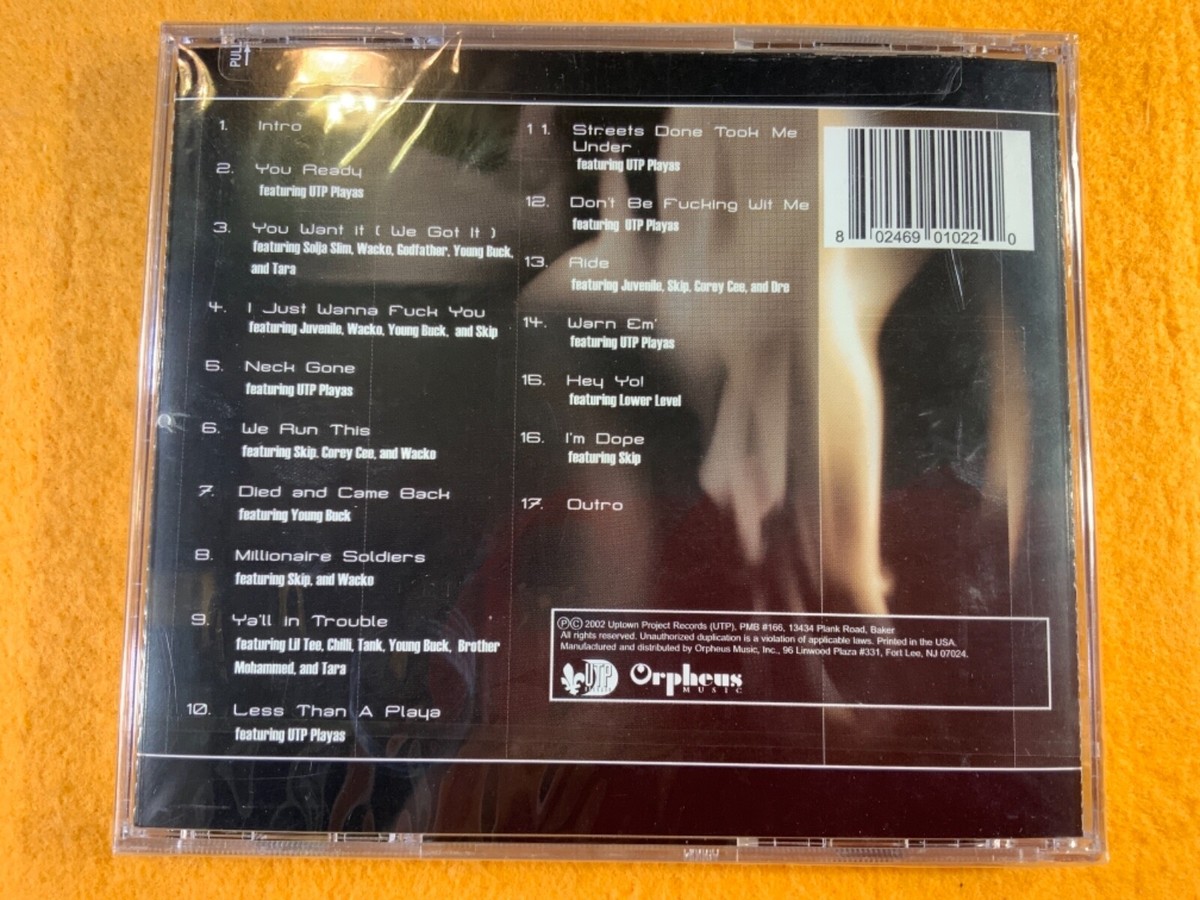 PULL
1. Intro
2. You Ready
featuring UTP Playas
3. You Want it ( We Got It )
featuring Solja Slim, Wacko, Godfather, Young Buck,
and Tara
4. I Just Wanna Fuck You
featuring Juvenile, Wacko, Young Buck, and Skip
5. Neck Gone
featuring UTP Playas
6. We Run This
featuring Skip, Corey Cee, and Wacko
7. Died and Came Back
featuring Young Buck
8. Millionaire Soldiers
featuring Skip, and Wacko
9. Ya'll in Trouble
featuring Lil Tee, Chilli, Tank, Young Buck, Brother
Mohammed, and Tara
10. Less Than A Playa
featuring UTP Playas
11. Streets Done Took Me
Under
featuring UTP Playas
12. Don't Be Fucking Wit Me
featuring UTP Playas
13. Ride
featuring Juvenile, Skip, Corey Cee, and Dre
14. Warn Em'
featuring UTP Playas
15. Hey Yo!
featuring Lower Level
16. I'm Dope
featuring Skip
17. Outro
8 02469 01022 0
ⓅⒸ 2002 Uptown Project Records (UTP), PMB #166, 13434 Plank Road, Baker
All rights reserved. Unauthorized duplication is a violation of applicable laws. Printed in the USA.
Manufactured and distributed by Orpheus Music, Inc., 96 Linwood Plaza #331, Fort Lee, NJ 07024.
UTP
Orpheus
MUSIC